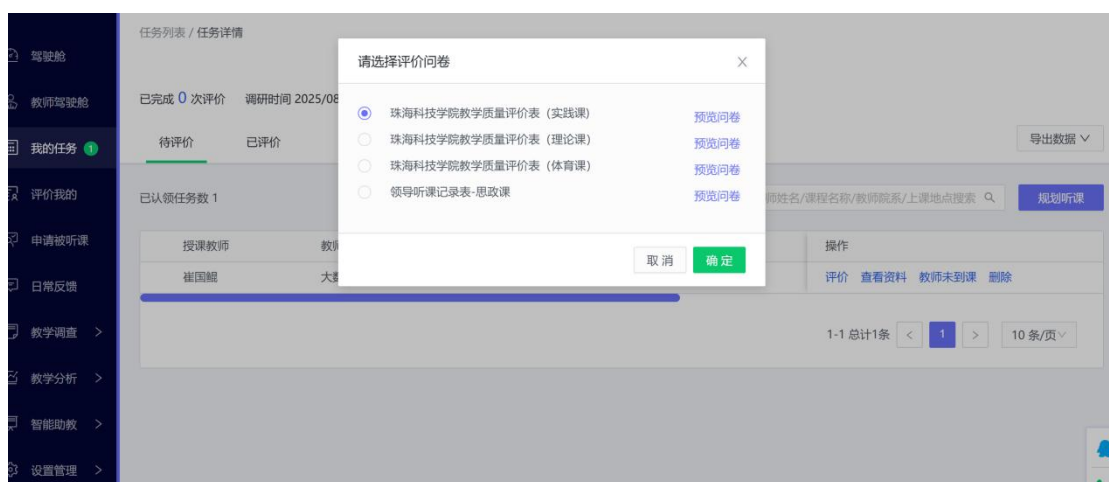 任务列表 / 任务详情
驾驶舱
教师驾驶舱
我的任务 1
评价我的
申请被听课
日常反馈
教学调查 >
教学分析 >
智能助教 >
设置管理 >
已完成 0 次评价 调研时间 2025/08
待评价 已评价
导出数据
已认领任务数 1
师姓名/课程名称/教师院系/上课地点搜索
规划听课
授课教师 教师 操作
崔国鲲 大数 评价 查看资料 教师未到课 删除
1-1 总计1条 < 1 > 10 条/页
请选择评价问卷
珠海科技学院教学质量评价表（实践课） 预览问卷
珠海科技学院教学质量评价表（理论课） 预览问卷
珠海科技学院教学质量评价表（体育课） 预览问卷
领导听课记录表-思政课 预览问卷
取 消 确 定